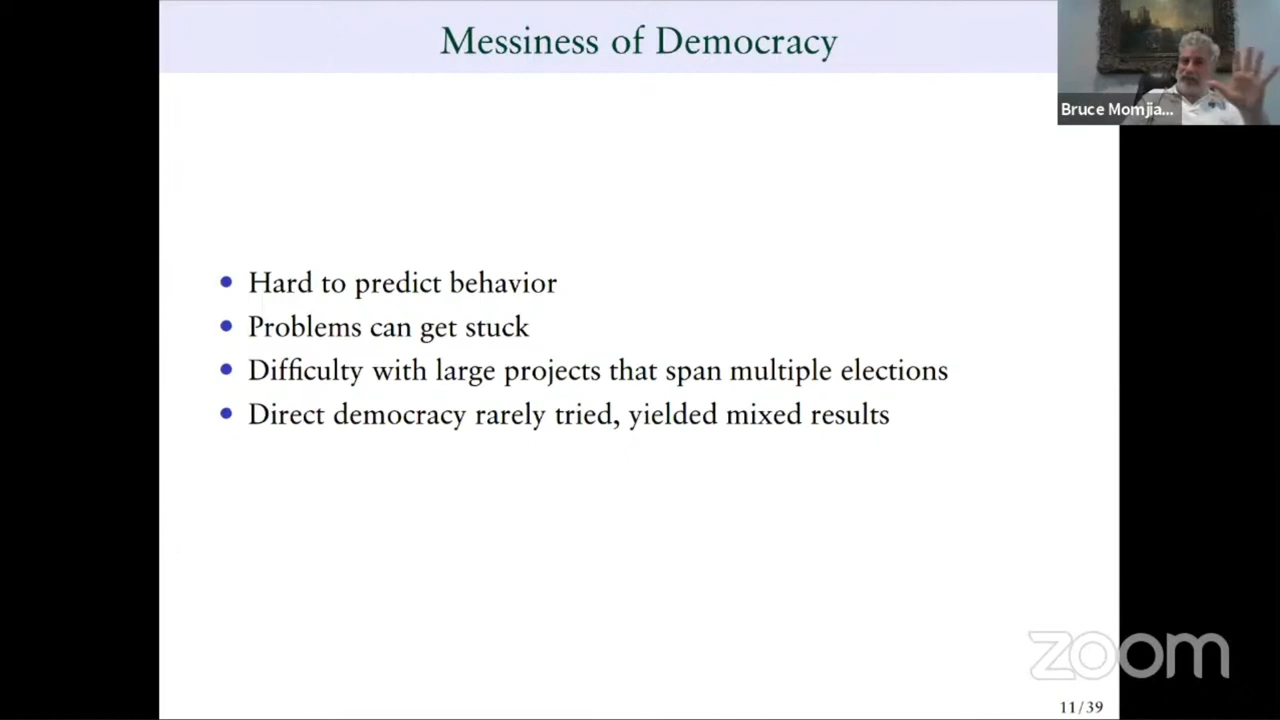 Messiness of Democracy
Bruce Momjia...
• Hard to predict behavior
• Problems can get stuck
• Difficulty with large projects that span multiple elections
• Direct democracy rarely tried, yielded mixed results
zoom
11/39